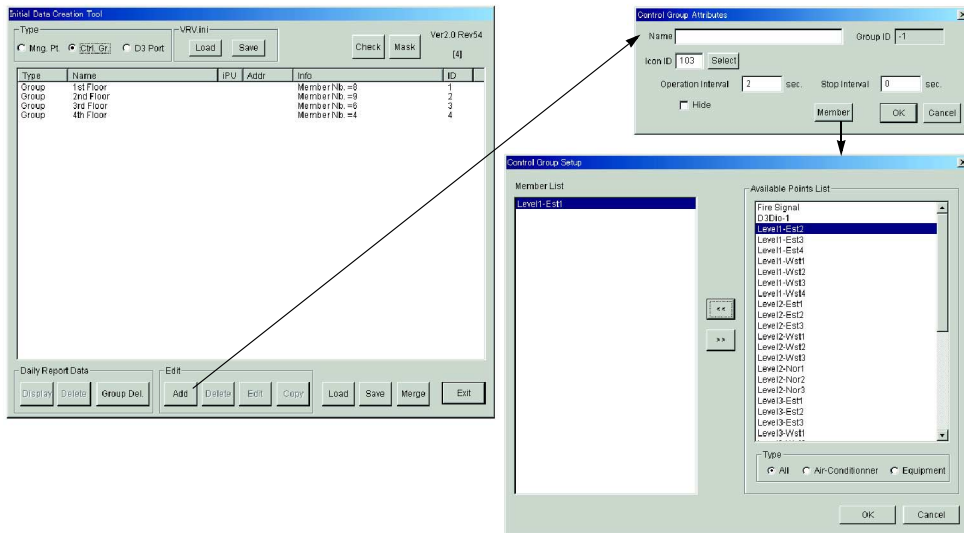 Initial Data Creation Tool
Type
Mng. Pt. Ctrl. Gr. D3 Port
VRV.ini
Load Save
Check Mask
Ver2.0 Rev54
[4]
Type Name iPU Addr Info ID
Group 1st Floor Member Nb. =8 1
Group 2nd Floor Member Nb. =9 2
Group 3rd Floor Member Nb. =6 3
Group 4th Floor Member Nb. =4 4
Daily Report Data
Display Delete Group Del.
Edit
Add Delete Edit Copy
Load Save Merge Exit
Control Group Attributes
Name Group ID -1
Icon ID 103 Select
Operation Interval 2 sec. Stop Interval 0 sec.
Hide
Member OK Cancel
Control Group Setup
Member List
Level1-Est1
<<
>>
Available Points List
Fire Signal
D3Dio-1
Level1-Est2
Level1-Est3
Level1-Est4
Level1-Wst1
Level1-Wst2
Level1-Wst3
Level1-Wst4
Level2-Est1
Level2-Est2
Level2-Est3
Level2-Wst1
Level2-Wst2
Level2-Wst3
Level2-Nor1
Level2-Nor2
Level2-Nor3
Level3-Est1
Level3-Est2
Level3-Est3
Level3-Wst1
Type
All Air-Conditionner Equipment
OK Cancel